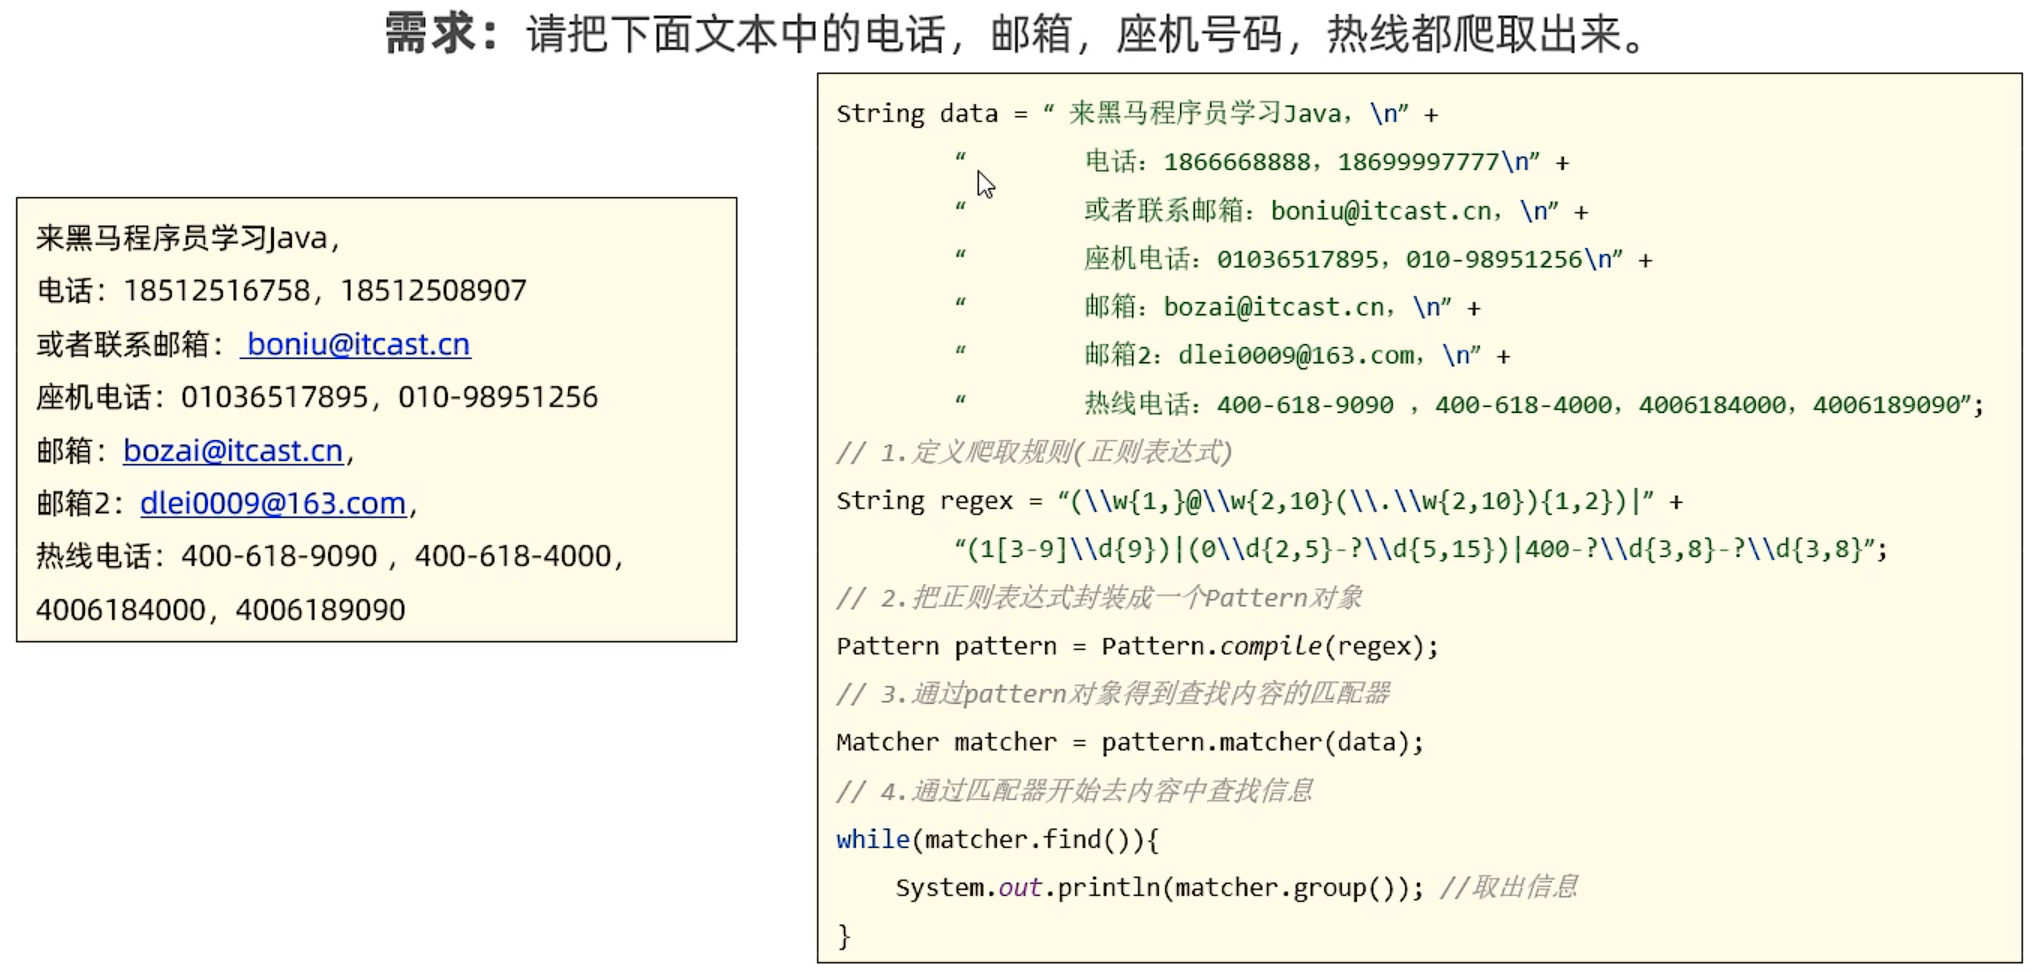 需求：请把下面文本中的电话，邮箱，座机号码，热线都爬取出来。
来黑马程序员学习Java，
电话：18512516758，18512508907
或者联系邮箱： boniu@itcast.cn
座机电话：01036517895，010-98951256
邮箱：bozai@itcast.cn，
邮箱2：dlei0009@163.com，
热线电话：400-618-9090 ，400-618-4000，
4006184000，4006189090
String data = “ 来黑马程序员学习Java，\n” +
“        电话：1866668888，18699997777\n” +
“        或者联系邮箱：boniu@itcast.cn，\n” +
“        座机电话：01036517895，010-98951256\n” +
“        邮箱：bozai@itcast.cn，\n” +
“        邮箱2：dlei0009@163.com，\n” +
“        热线电话：400-618-9090 ，400-618-4000，4006184000，4006189090”;
// 1.定义爬取规则(正则表达式)
String regex = “(\\w{1,}@\\w{2,10}(\\.\\w{2,10}){1,2})|” +
“(1[3-9]\\d{9})|(0\\d{2,5}-?\\d{5,15})|400-?\\d{3,8}-?\\d{3,8}”;
// 2.把正则表达式封装成一个Pattern对象
Pattern pattern = Pattern.compile(regex);
// 3.通过pattern对象得到查找内容的匹配器
Matcher matcher = pattern.matcher(data);
// 4.通过匹配器开始去内容中查找信息
while(matcher.find()){
    System.out.println(matcher.group()); //取出信息
}